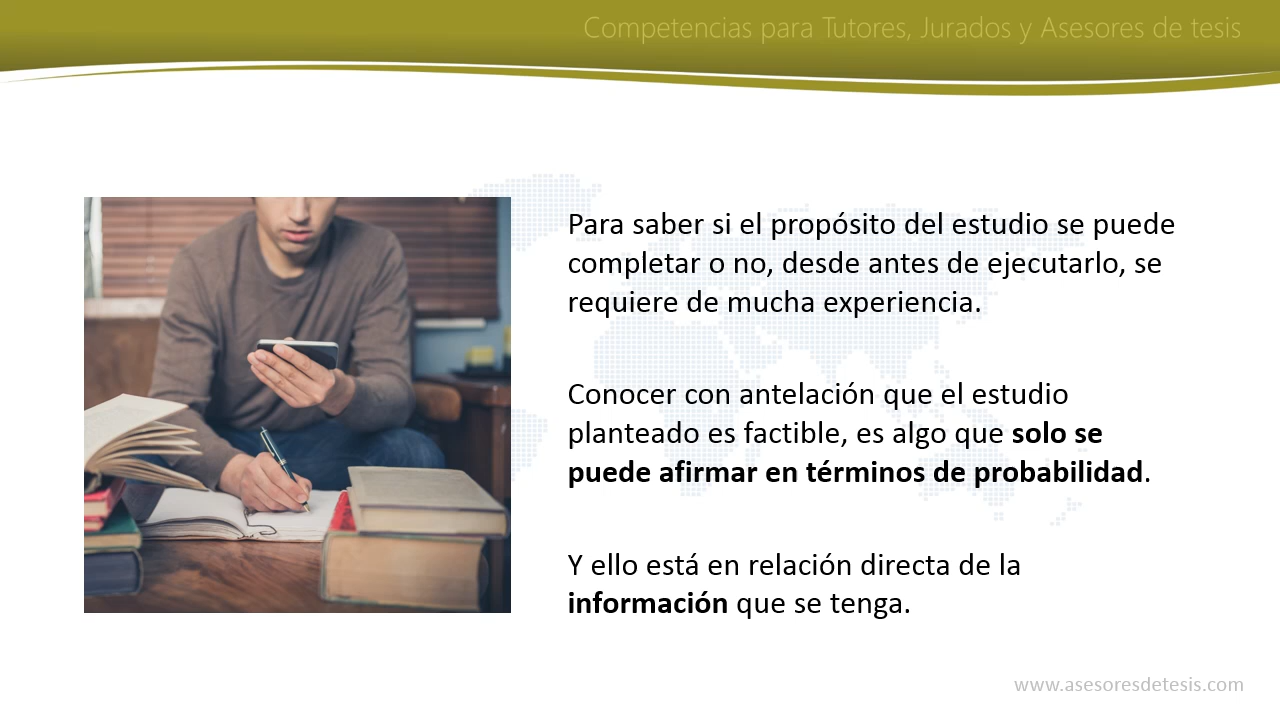 Competencias para Tutores, Jurados y Asesores de tesis
Para saber si el propósito del estudio se puede
completar o no, desde antes de ejecutarlo, se
requiere de mucha experiencia.
Conocer con antelación que el estudio
planteado es factible, es algo que solo se
puede afirmar en términos de probabilidad.
Y ello está en relación directa de la
información que se tenga.
www.asesoresdetesis.com